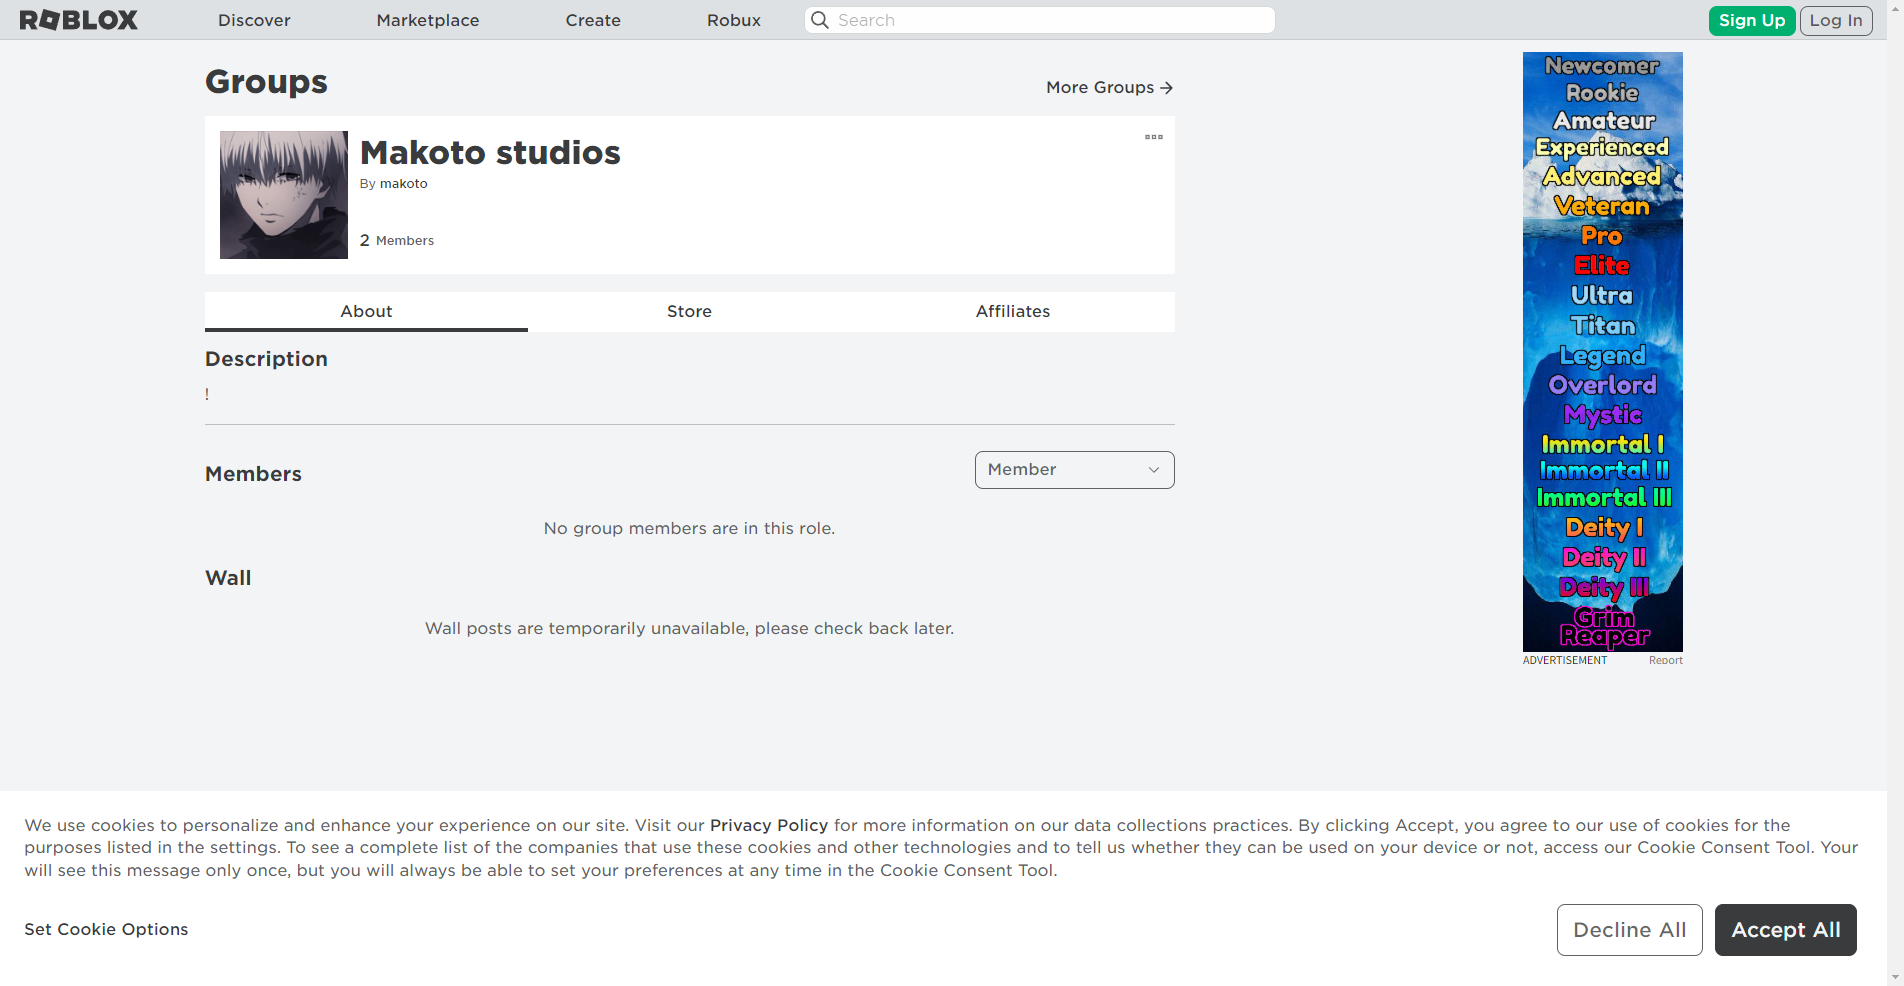 ROBLOX
Discover
Marketplace
Create
Robux
Search
Sign Up
Log In
Groups
More Groups
Makoto studios
By makoto
2 Members
About
Store
Affiliates
Description
!
Members
Member
No group members are in this role.
Wall
Wall posts are temporarily unavailable, please check back later.
Newcomer
Rookie
Amateur
Experienced
Advanced
Veteran
Pro
Elite
Ultra
Titan
Legend
Overlord
Mystic
Immortal I
Immortal II
Immortal III
Deity I
Deity II
Deity III
Grim
Reaper
ADVERTISEMENT
Report
We use cookies to personalize and enhance your experience on our site. Visit our Privacy Policy for more information on our data collections practices. By clicking Accept, you agree to our use of cookies for the
purposes listed in the settings. To see a complete list of the companies that use these cookies and other technologies and to tell us whether they can be used on your device or not, access our Cookie Consent Tool. Your
will see this message only once, but you will always be able to set your preferences at any time in the Cookie Consent Tool.
Set Cookie Options
Decline All
Accept All